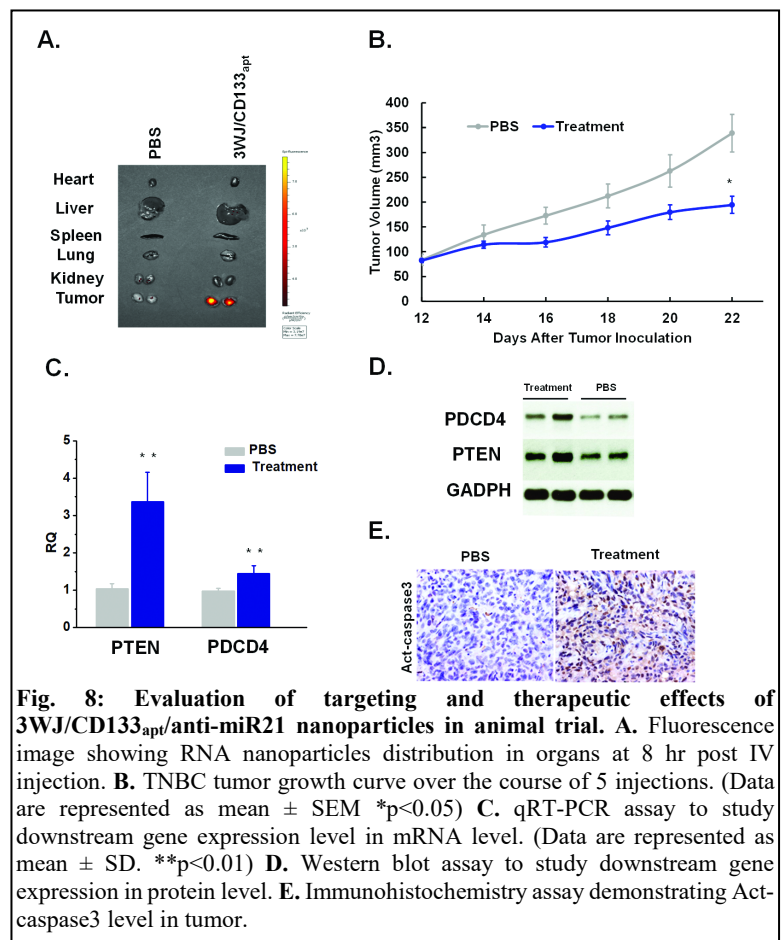 A.
PBS
3WJ/CD133apt
Heart
Liver
Spleen
Lung
Kidney
Tumor
B.
400
350
300
250
200
150
100
50
0
Tumor Volume (mm3)
PBS
Treatment
*
12
14
16
18
20
22
Days After Tumor Inoculation
C.
5
4
3
2
1
0
RQ
PBS
Treatment
* *
* *
PTEN
PDCD4
D.
Treatment
PBS
PDCD4
PTEN
GADPH
E.
PBS
Treatment
Act-caspase3
Fig. 8: Evaluation of targeting and therapeutic effects of
3WJ/CD133apt/anti-miR21 nanoparticles in animal trial. A. Fluorescence
image showing RNA nanoparticles distribution in organs at 8 hr post IV
injection. B. TNBC tumor growth curve over the course of 5 injections. (Data
are represented as mean ± SEM *p<0.05) C. qRT-PCR assay to study
downstream gene expression level in mRNA level. (Data are represented as
mean ± SD. **p<0.01) D. Western blot assay to study downstream gene
expression in protein level. E. Immunohistochemistry assay demonstrating Act-
caspase3 level in tumor.